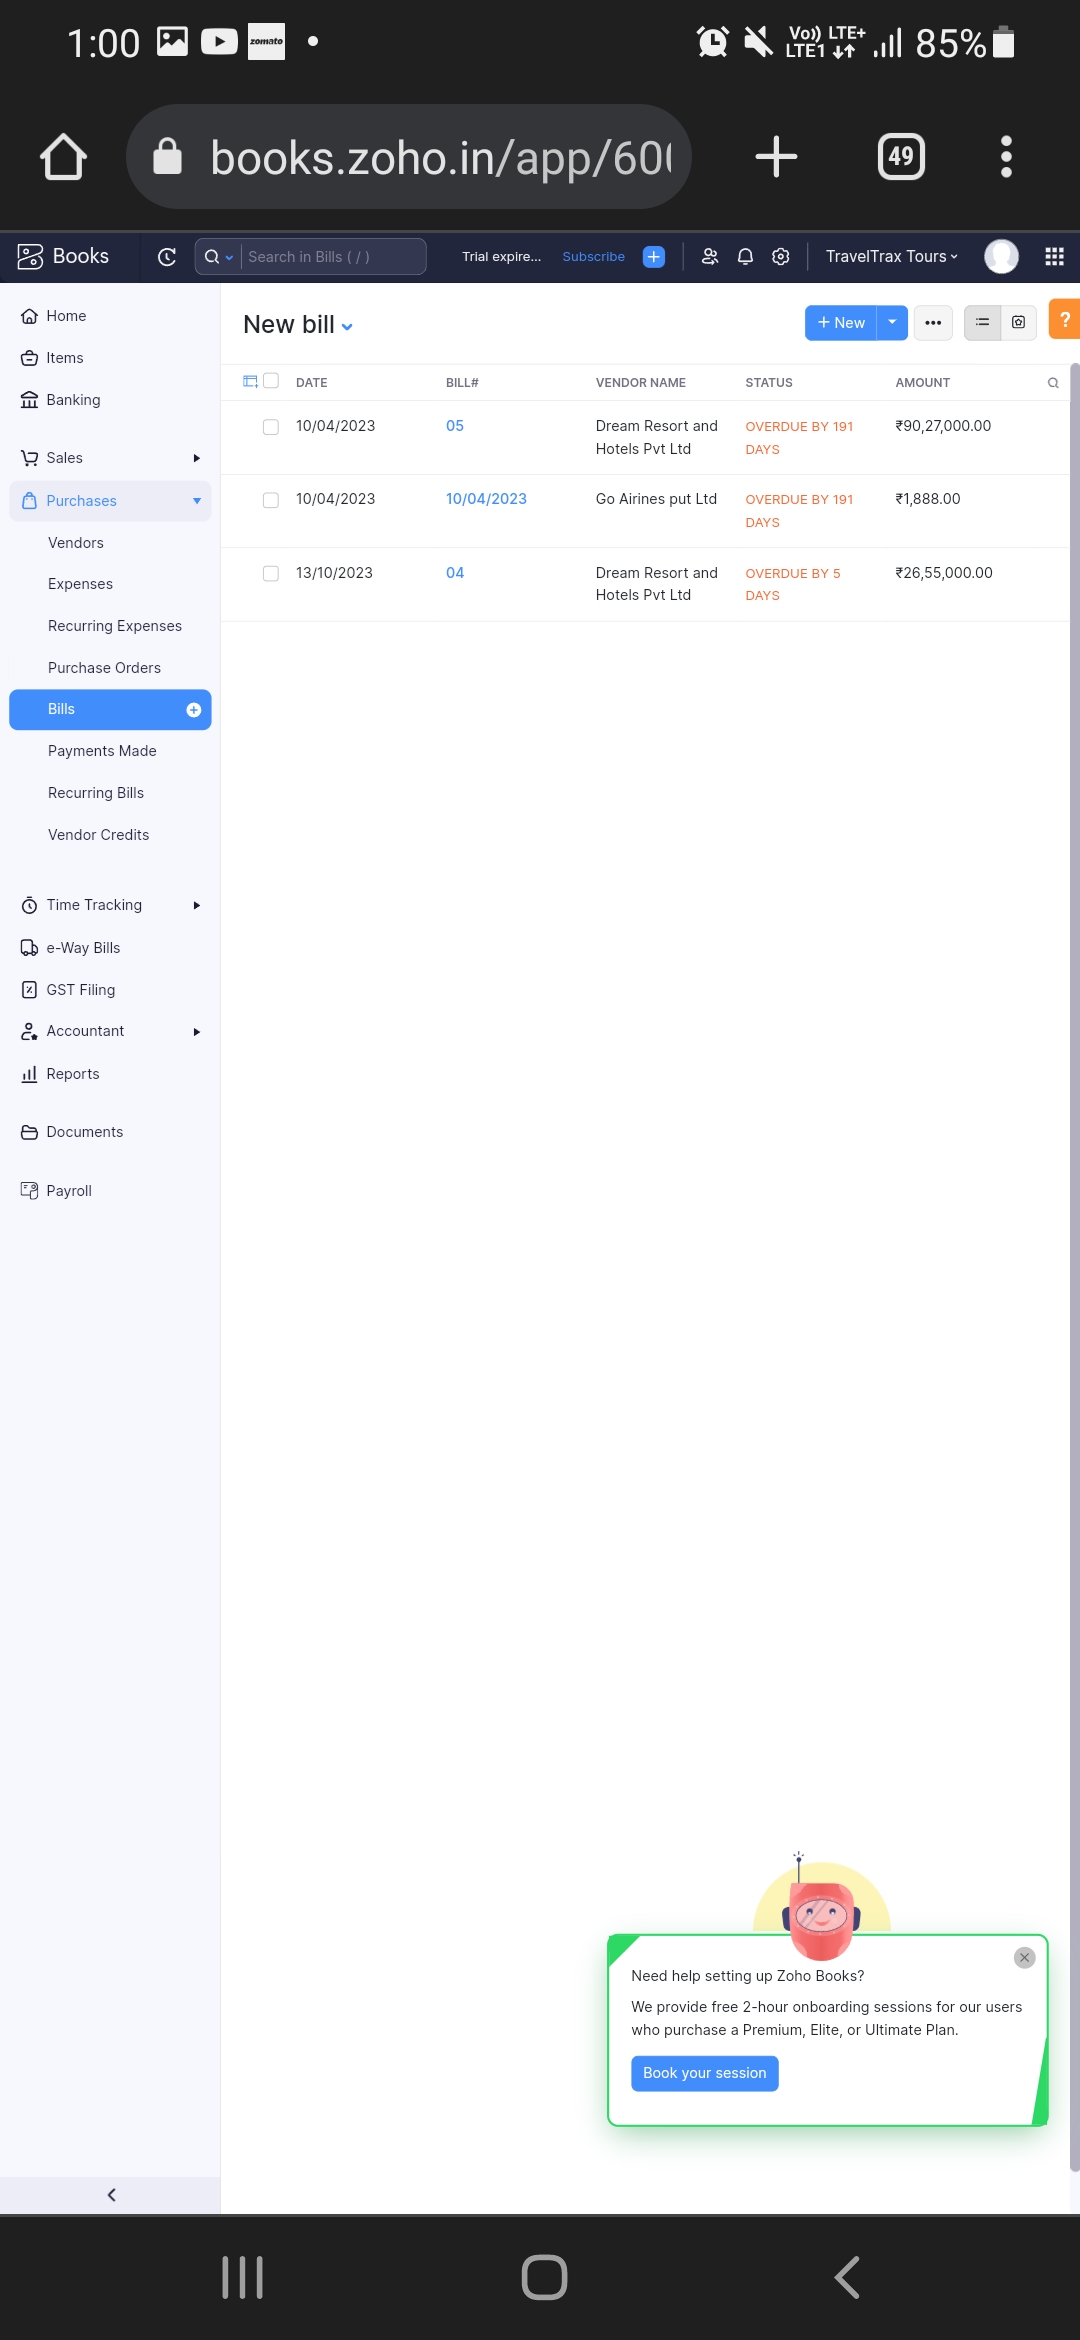 1:00
zomato
Vo)) LTE+
LTE1
85%
books.zoho.in/app/60
49
Books
Search in Bills ( / )
Trial expire...
Subscribe
TravelTrax Tours
Home
Items
Banking
Sales
Purchases
Vendors
Expenses
Recurring Expenses
Purchase Orders
Bills
Payments Made
Recurring Bills
Vendor Credits
Time Tracking
e-Way Bills
GST Filing
Accountant
Reports
Documents
Payroll
New bill
+ New
?
DATE BILL# VENDOR NAME STATUS AMOUNT
10/04/2023 05 Dream Resort and OVERDUE BY 191 ₹90,27,000.00
Hotels Pvt Ltd DAYS
10/04/2023 10/04/2023 Go Airines put Ltd OVERDUE BY 191 ₹1,888.00
DAYS
13/10/2023 04 Dream Resort and OVERDUE BY 5 ₹26,55,000.00
Hotels Pvt Ltd DAYS
Need help setting up Zoho Books?
We provide free 2-hour onboarding sessions for our users
who purchase a Premium, Elite, or Ultimate Plan.
Book your session